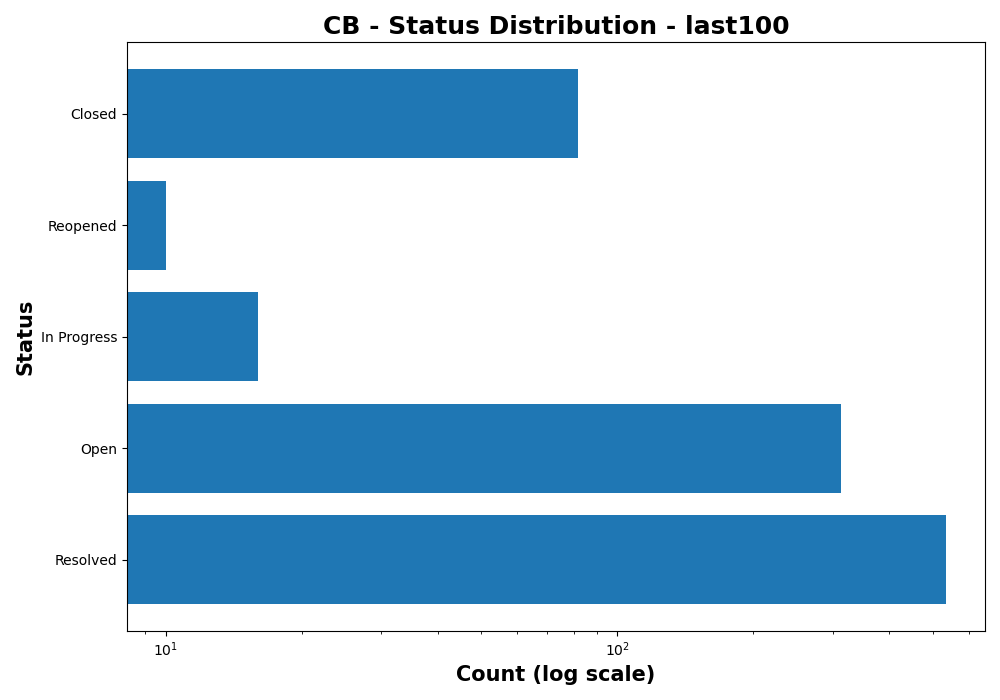 CB - Status Distribution - last100
Status
Closed
Reopened
In Progress
Open
Resolved
10¹
10²
Count (log scale)